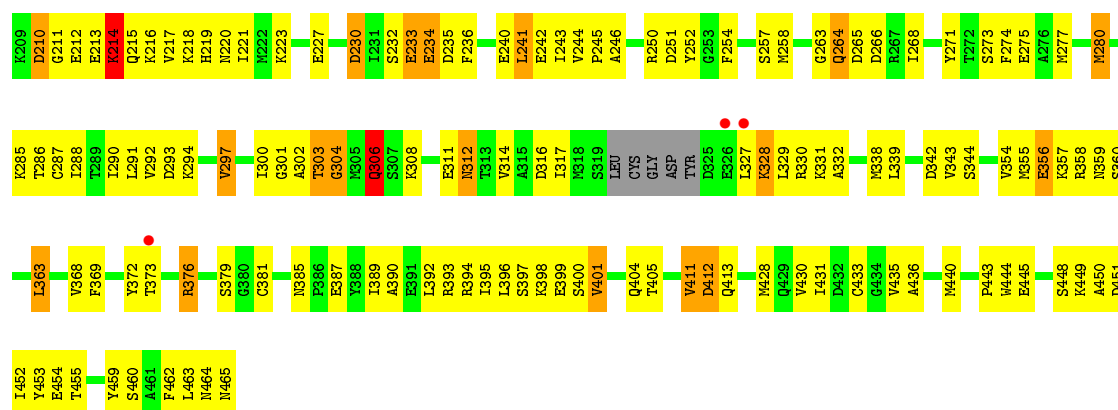 K209 D210 G211 E212 E213 K214 Q215 K216 V217 K218 H219 N220 I221 M222 K223 E227 D230 I231 S232 E233 E234 D235 F236 E240 L241 E242 I243 V244 P245 A246 R250 D251 Y252 G253 F254 S257 M258 G263 Q264 D265 D266 R267 I268 Y271 T272 S273 F274 E275 A276 M277 M280
K285 T286 C287 I288 T289 I290 L291 V292 D293 K294 V297 I300 G301 A302 T303 G304 M305 Q306 S307 K308 E311 N312 T313 V314 A315 D316 I317 M318 S319 LEU CYS GLY ASP TYR D325 E326 L327 K328 L329 R330 K331 A332 M338 L339 D342 V343 S344 V354 M355 E356 K357 R358 N359 S360
L363 V368 F369 Y372 T373 R376 S379 G380 C381 N385 P386 E387 Y388 I389 A390 E391 L392 R393 R394 I395 L396 S397 K398 E399 S400 V401 Q404 T405 V411 D412 Q413 M428 Q429 V430 I431 D432 C433 G434 V435 A436 M440 P443 W444 E445 S448 K449 A450 D451
I452 Y453 E454 T455 Y459 S460 A461 F462 L463 N464 N465